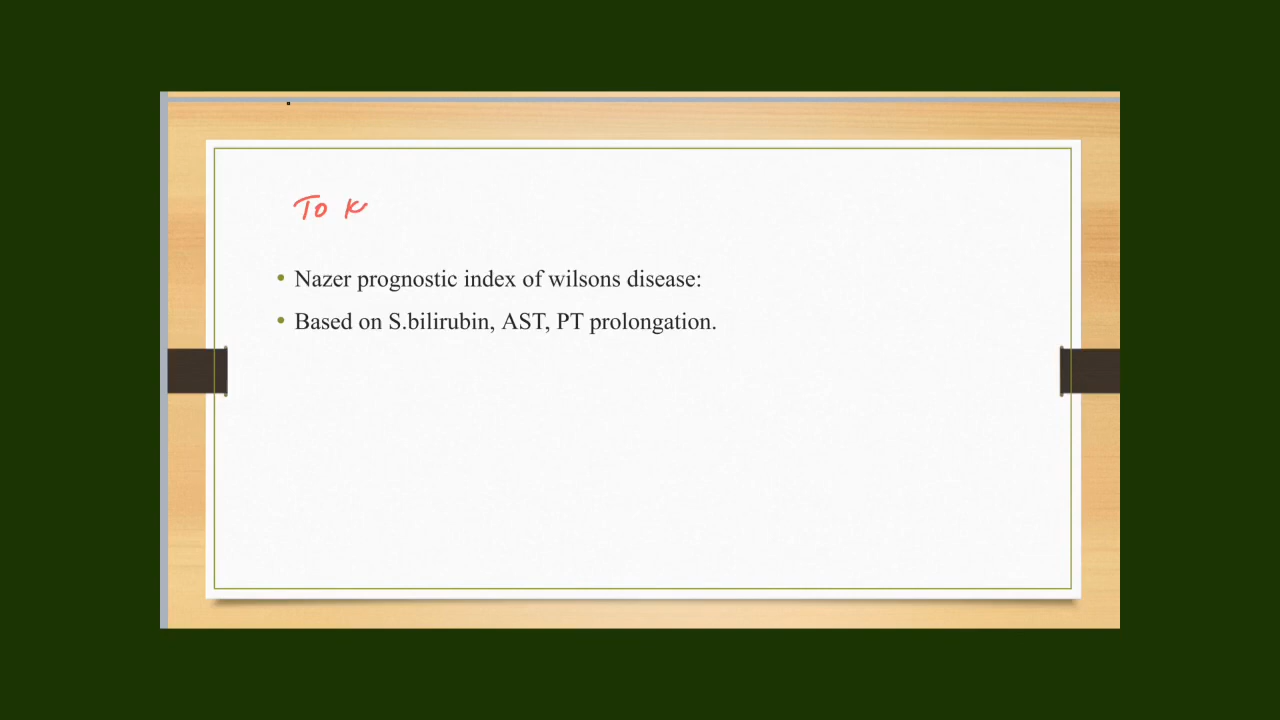 To K
• Nazer prognostic index of wilsons disease:
• Based on S.bilirubin, AST, PT prolongation.